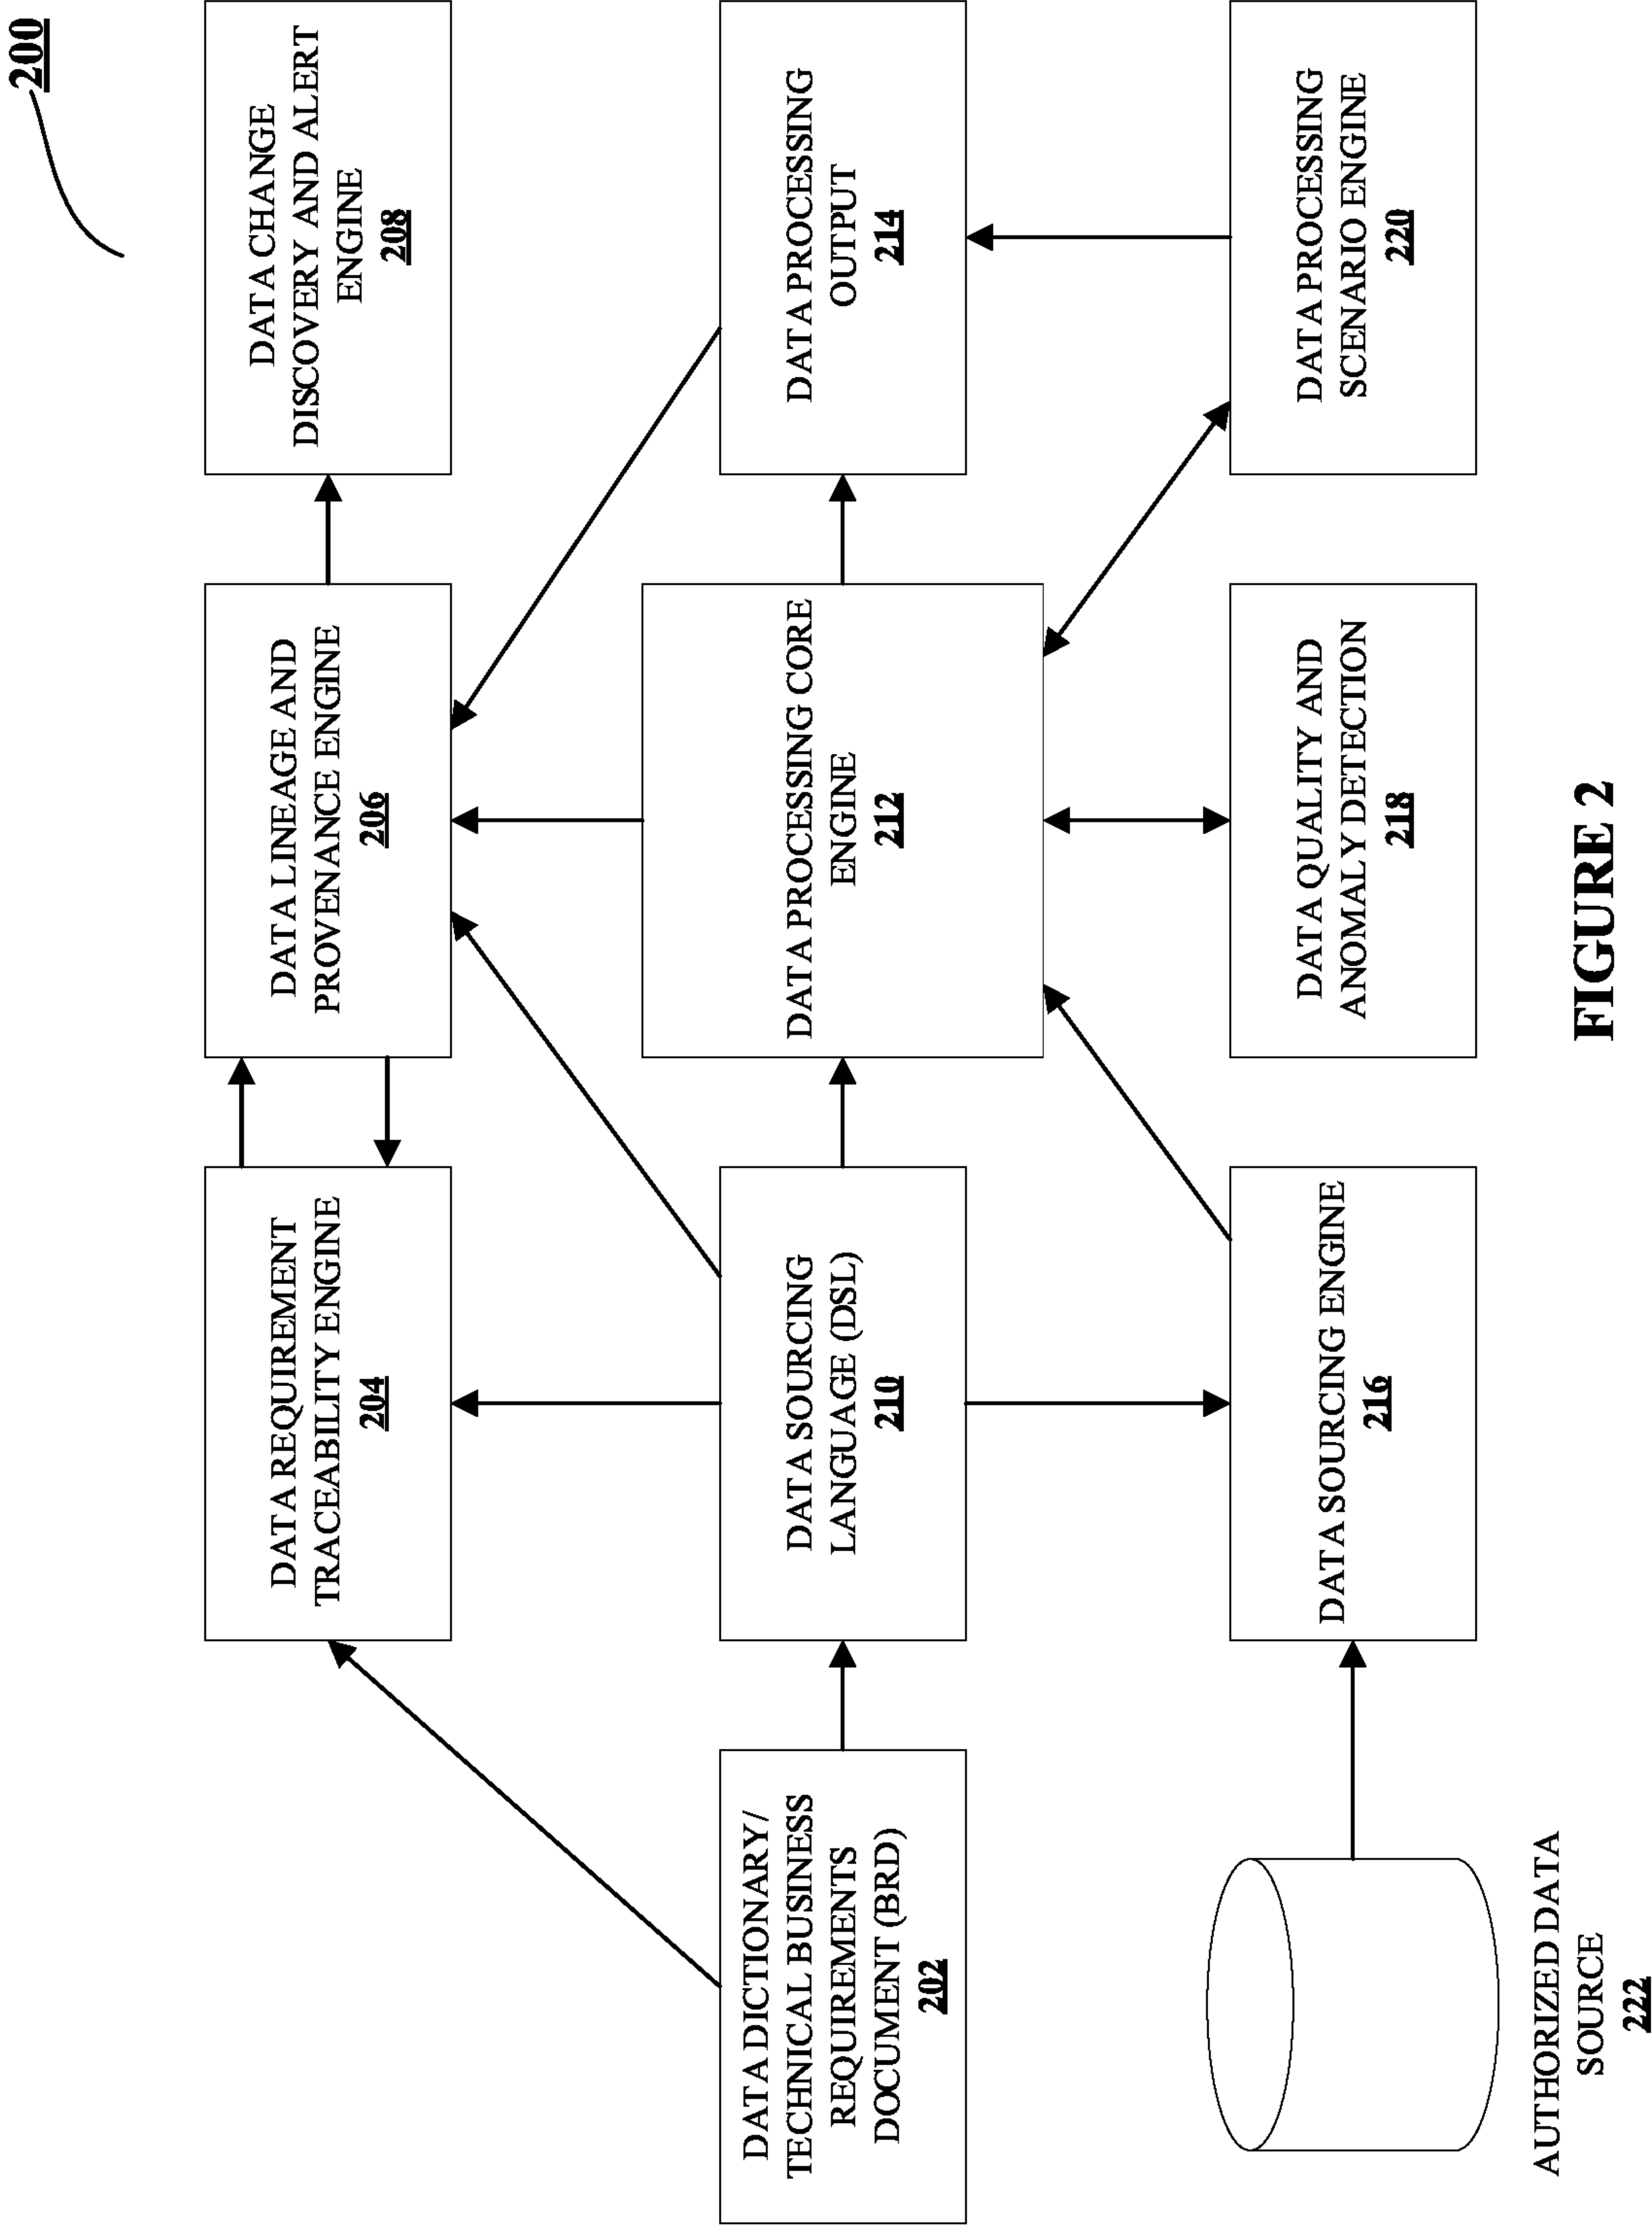 200
DATA REQUIREMENT
TRACEABILITY ENGINE
204
DATA LINEAGE AND
PROVENANCE ENGINE
206
DATA CHANGE
DISCOVERY AND ALERT
ENGINE
208
DATA DICTIONARY/
TECHNICAL BUSINESS
REQUIREMENTS
DOCUMENT (BRD)
202
DATA SOURCING
LANGUAGE (DSL)
210
DATA PROCESSING CORE
ENGINE
212
DATA PROCESSING
OUTPUT
214
AUTHORIZED DATA
SOURCE
222
DATA SOURCING ENGINE
216
DATA QUALITY AND
ANOMALY DETECTION
218
DATA PROCESSING
SCENARIO ENGINE
220
FIGURE 2